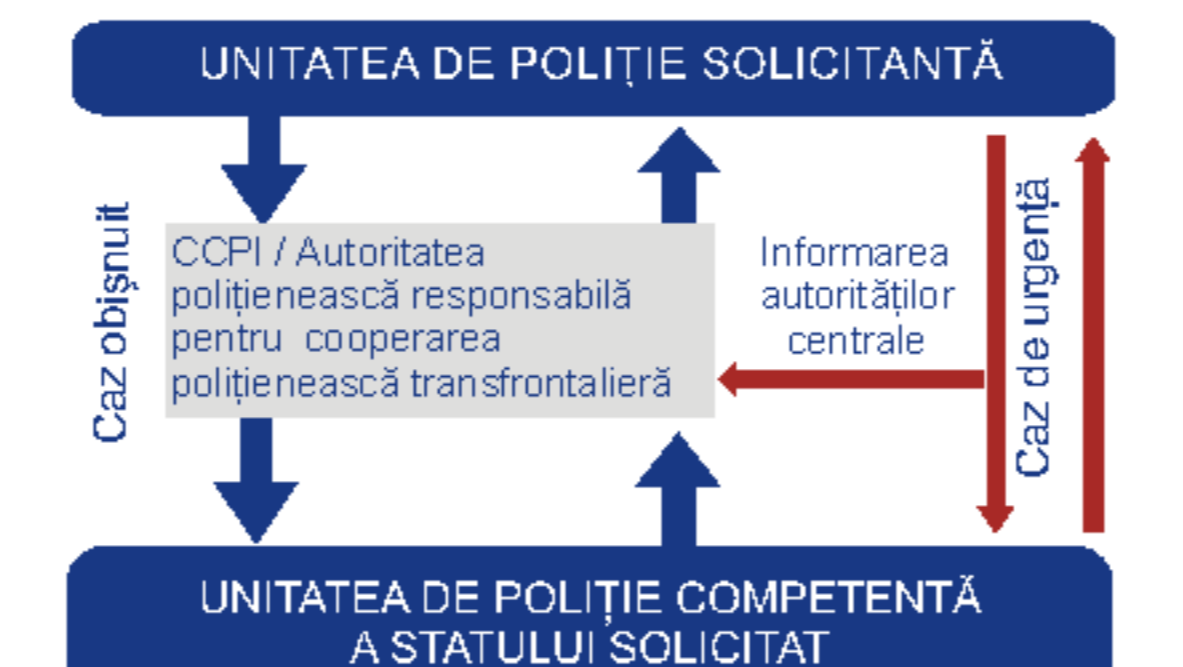 UNITATEA DE POLIȚIE SOLICITANTĂ
Caz obișnuit
CCPI / Autoritatea
polițienească responsabilă
pentru cooperarea
polițienească transfrontalieră
Informarea
autorităților
centrale
Caz de urgență
UNITATEA DE POLIȚIE COMPETENTĂ
A STATULUI SOLICITAT